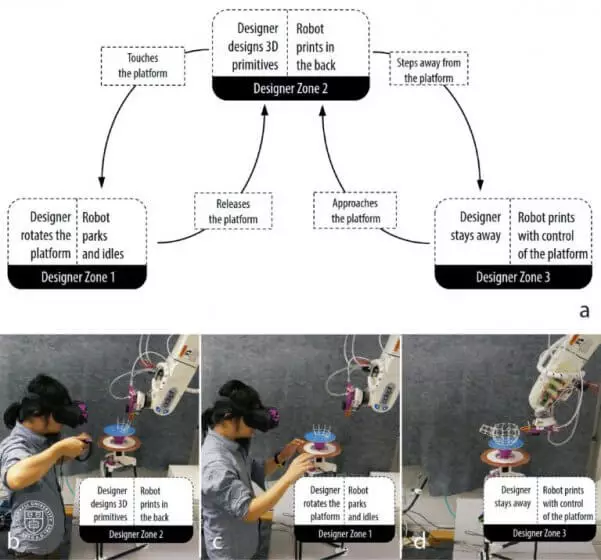 Designer
designs 3D
primitives
Robot
prints in
the back
Designer Zone 2
Touches
the platform
Steps away from
the platform
Releases
the platform
Approaches
the platform
Designer
rotates the
platform
Robot
parks
and idles
Designer Zone 1
Designer
stays away
Robot prints
with control
of the platform
Designer Zone 3
a
Designer
designs 3D
primitives
Robot
prints in
the back
Designer Zone 2
b
Designer
rotates the
platform
Robot
parks
and idles
Designer Zone 1
c
Designer
stays away
Robot prints
with control
of the platform
Designer Zone 3
d